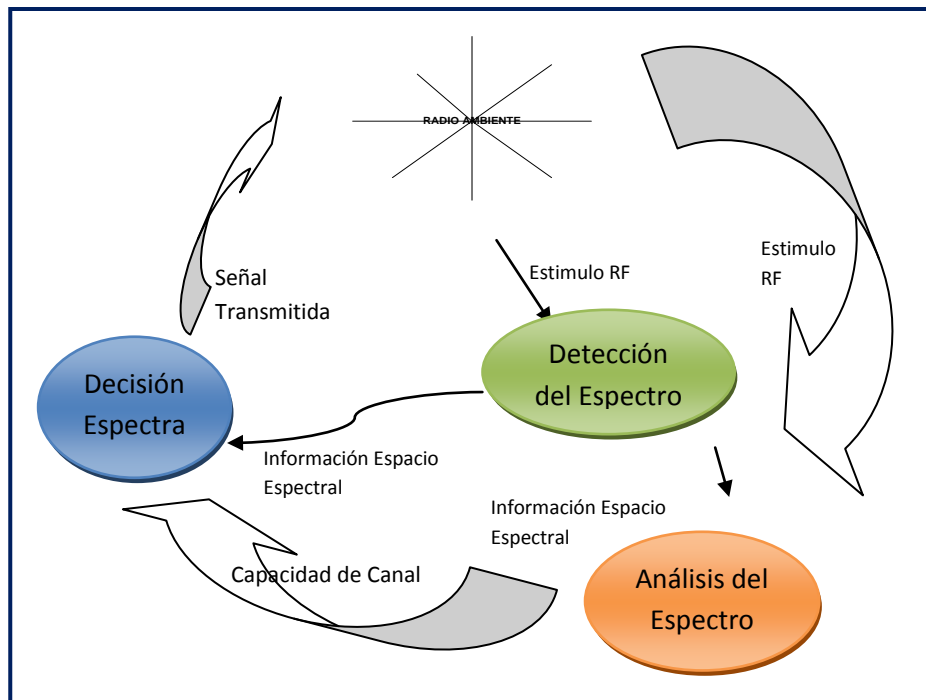 RADIO AMBIENTE
Estimulo
RF
Estimulo RF
Señal
Transmitida
Detección
del Espectro
Decisión
Espectra
Información Espacio
Espectral
Información Espacio
Espectral
Capacidad de Canal
Análisis del
Espectro